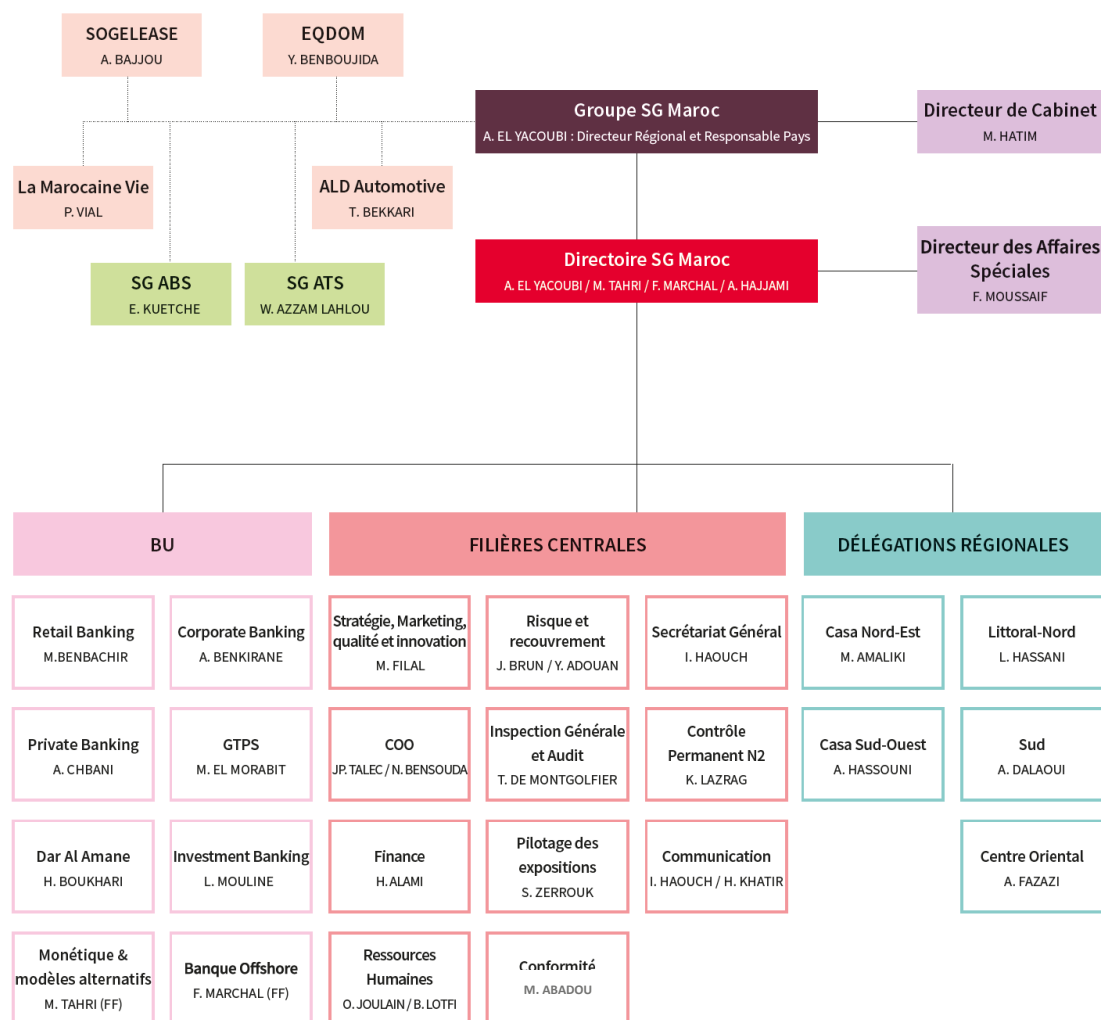 SOGELEASE
A. BAJJOU
EQDOM
Y. BENBOUJIDA
Groupe SG Maroc
A. EL YACOUBI : Directeur Régional et Responsable Pays
Directeur de Cabinet
M. HATIM
La Marocaine Vie
P. VIAL
ALD Automotive
T. BEKKARI
Directoire SG Maroc
A. EL YACOUBI / M. TAHRI / F. MARCHAL / A. HAJJAMI
Directeur des Affaires
Spéciales
F. MOUSSAIF
SG ABS
E. KUETCHE
SG ATS
W. AZZAM LAHLOU
BU
FILIÈRES CENTRALES
DÉLÉGATIONS RÉGIONALES
Retail Banking
M.BENBACHIR
Corporate Banking
A. BENKIRANE
Stratégie, Marketing,
qualité et innovation
M. FILAL
Risque et
recouvrement
J. BRUN / Y. ADOUAN
Secrétariat Général
I. HAOUCH
Casa Nord-Est
M. AMALIKI
Littoral-Nord
L. HASSANI
Private Banking
A. CHBANI
GTPS
M. EL MORABIT
COO
JP. TALEC / N. BENSOUDA
Inspection Générale
et Audit
T. DE MONTGOLFIER
Contrôle
Permanent N2
K. LAZRAG
Casa Sud-Ouest
A. HASSOUNI
Sud
A. DALAOUI
Dar Al Amane
H. BOUKHARI
Investment Banking
L. MOULINE
Finance
H. ALAMI
Pilotage des
expositions
S. ZERROUK
Communication
I. HAOUCH / H. KHATIR
Centre Oriental
A. FAZAZI
Monétique &
modèles alternatifs
M. TAHRI (FF)
Banque Offshore
F. MARCHAL (FF)
Ressources
Humaines
O. JOULAIN / B. LOTFI
Conformité
M. ABADOU